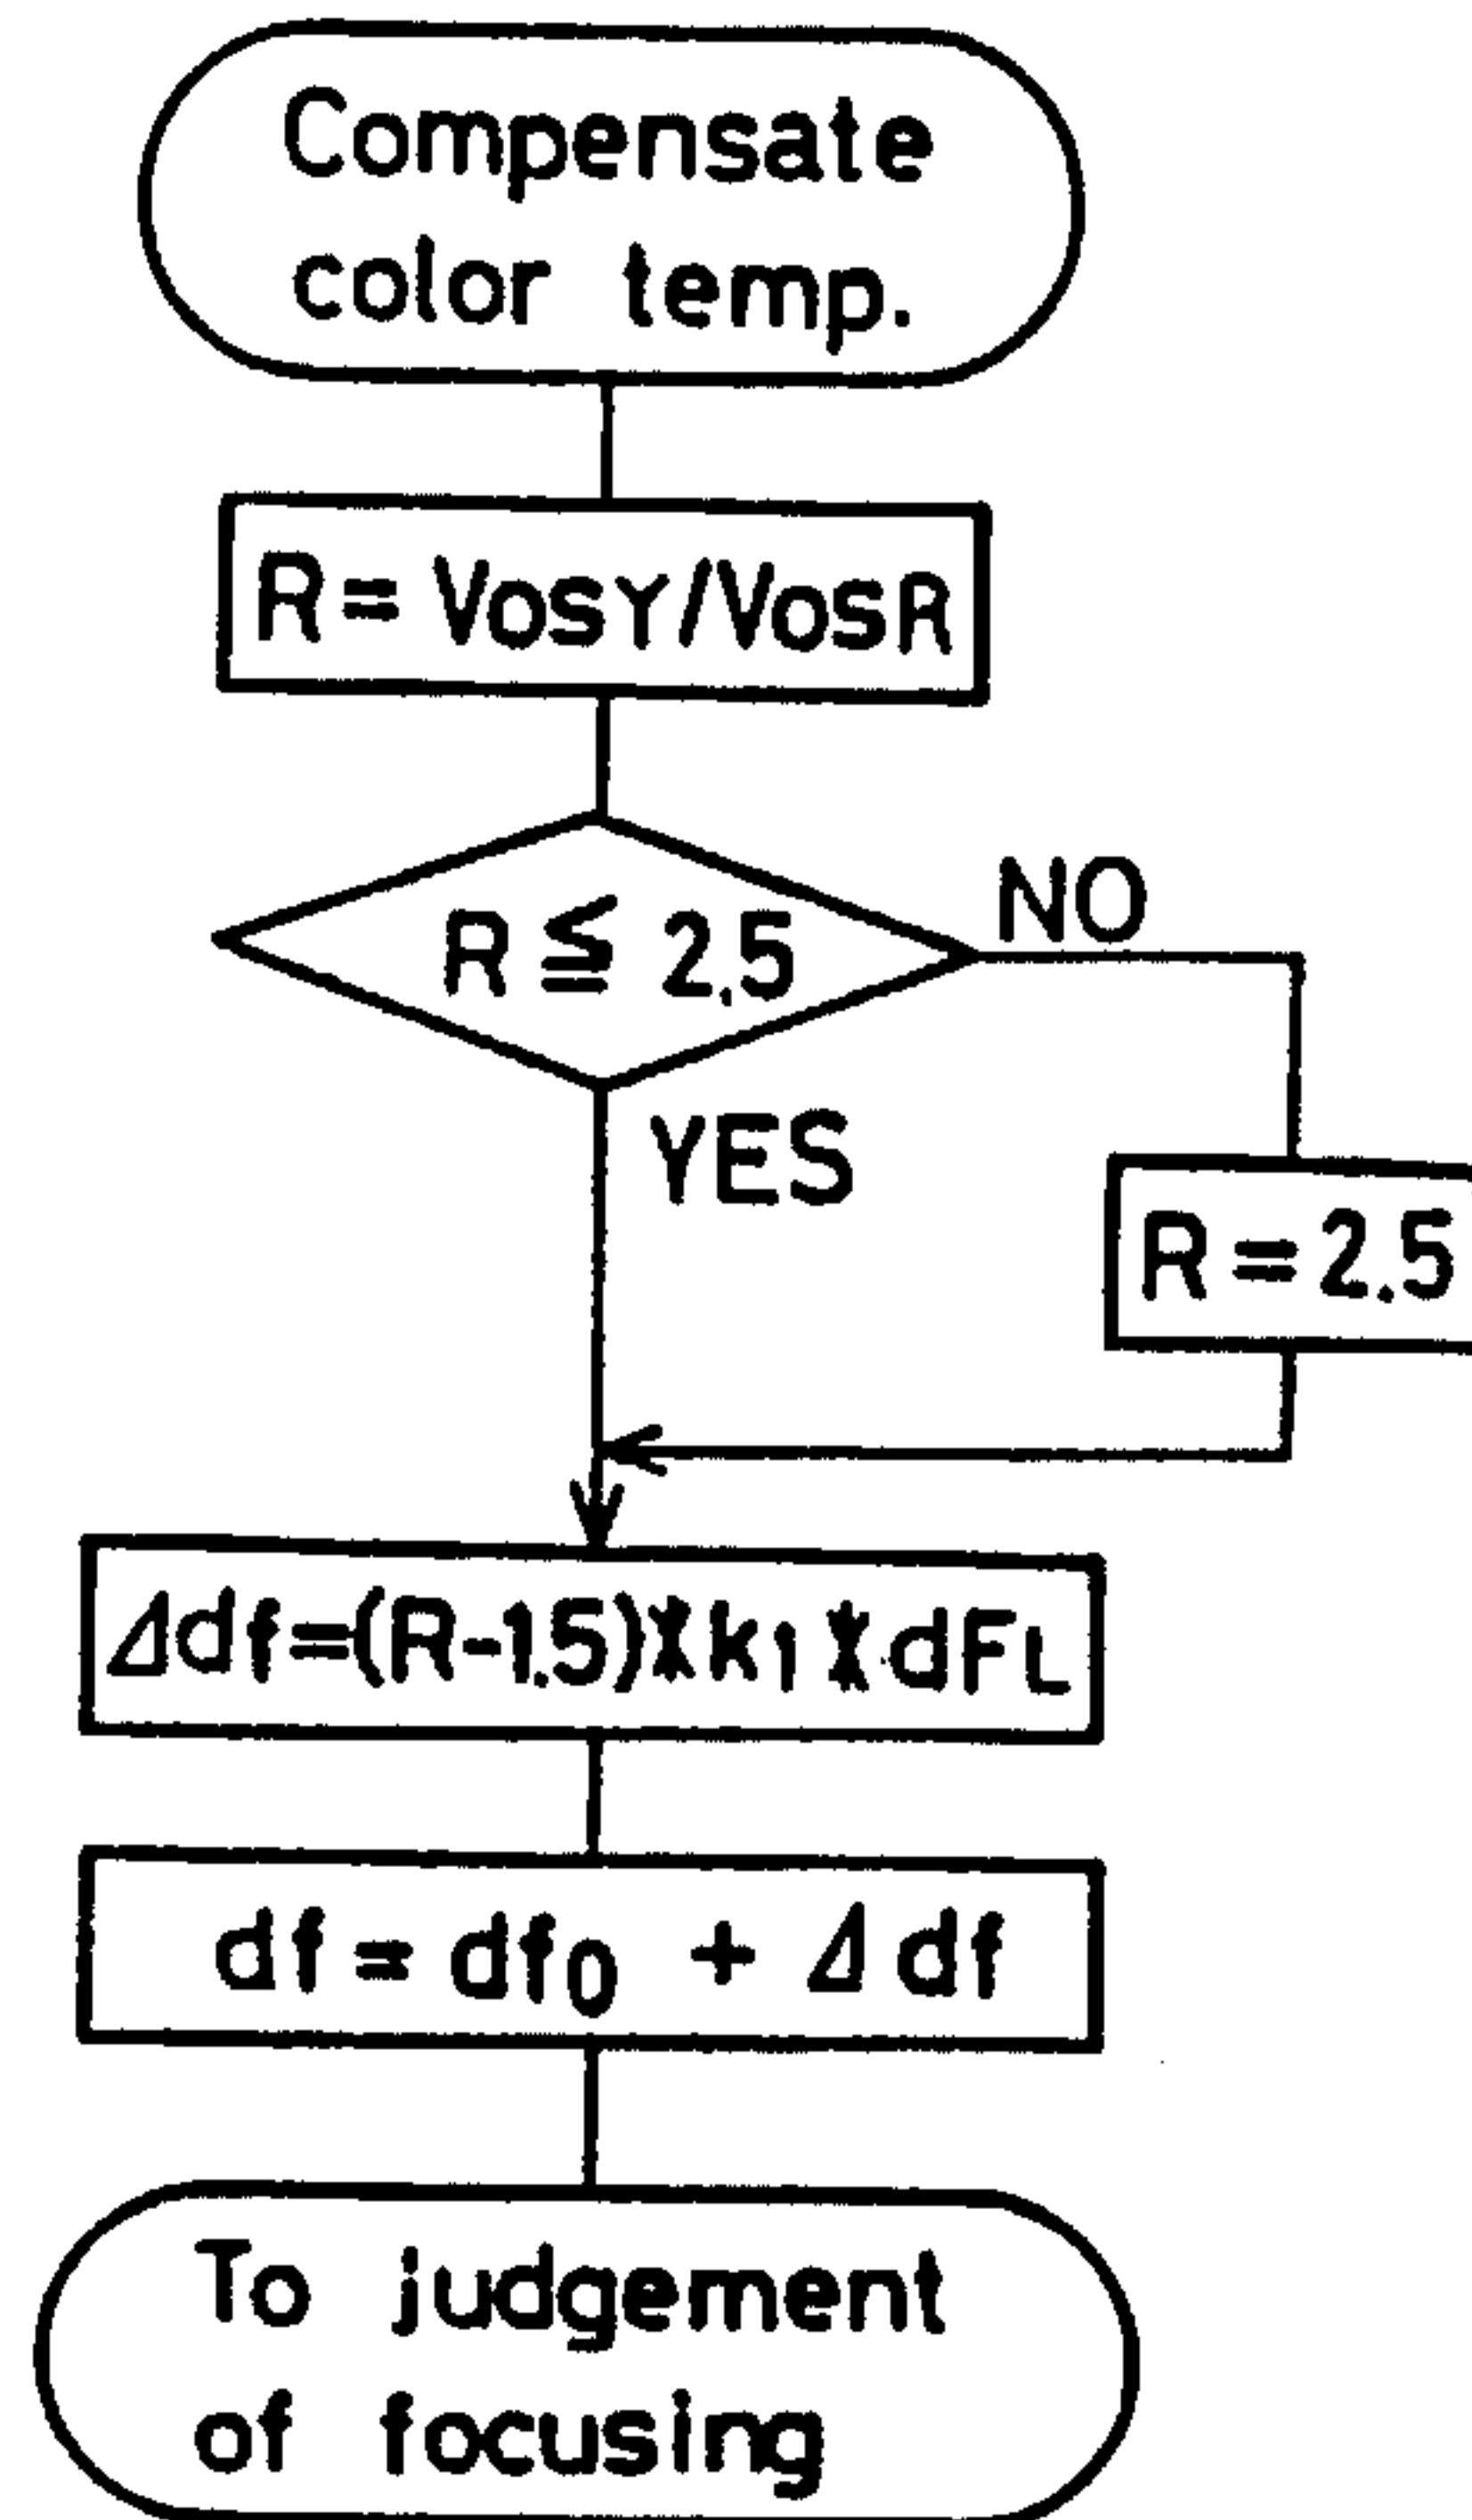 Compensate
color temp.
R= VOSY/VOSR
R ≦ 2.5
NO
YES
R=2.5
Δdf=(R-1.5)*k1*dFL
df= df0 + Δdf
To judgement
of focusing